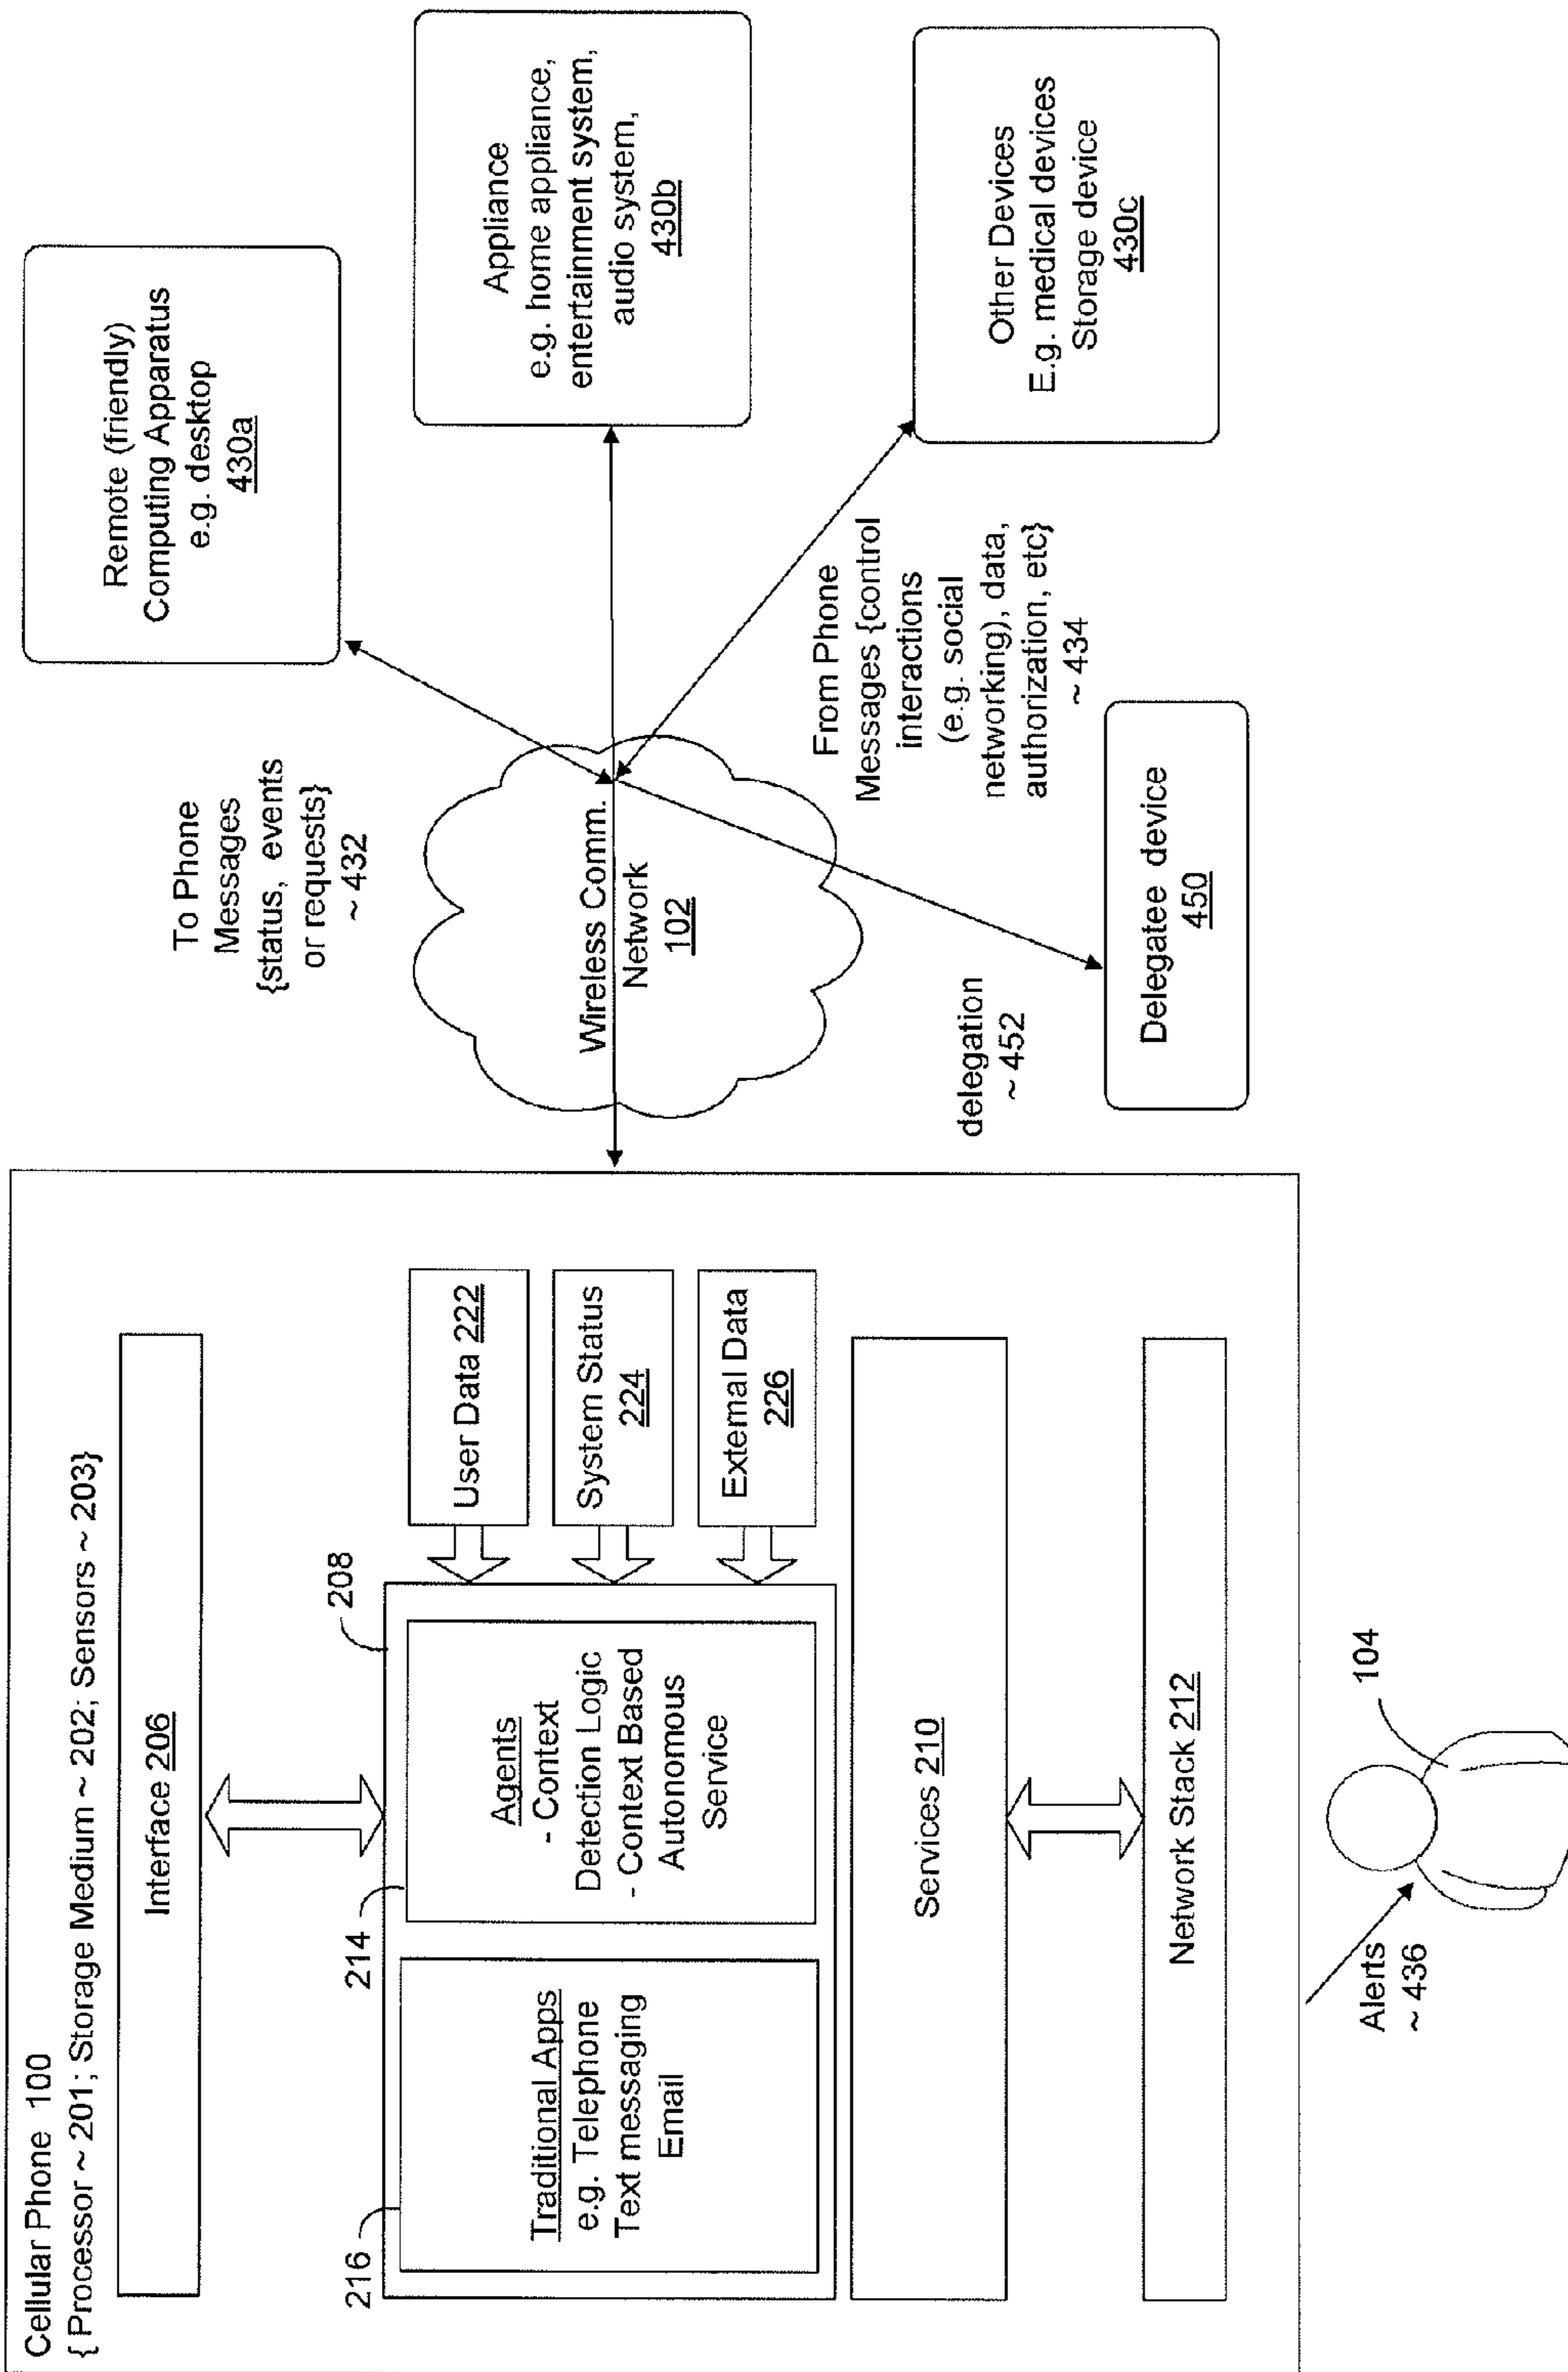 Cellular Phone 100
{ Processor ~ 201; Storage Medium ~ 202; Sensors ~ 203}
Interface 206
208
214
216
Traditional Apps
e.g. Telephone
Text messaging
Email
Agents
- Context
Detection Logic
- Context Based
Autonomous
Service
User Data 222
System Status
224
External Data
226
Services 210
Network Stack 212
Alerts
~ 436
104
To Phone
Messages
{status, events
or requests}
~ 432
Wireless Comm.
Network
102
delegation
~ 452
Delegatee device
450
From Phone
Messages {control
interactions
(e.g. social
networking), data,
authorization, etc}
~ 434
Remote (friendly)
Computing Apparatus
e.g. desktop
430a
Appliance
e.g. home appliance,
entertainment system,
audio system,
430b
Other Devices
E.g. medical devices
Storage device
430c